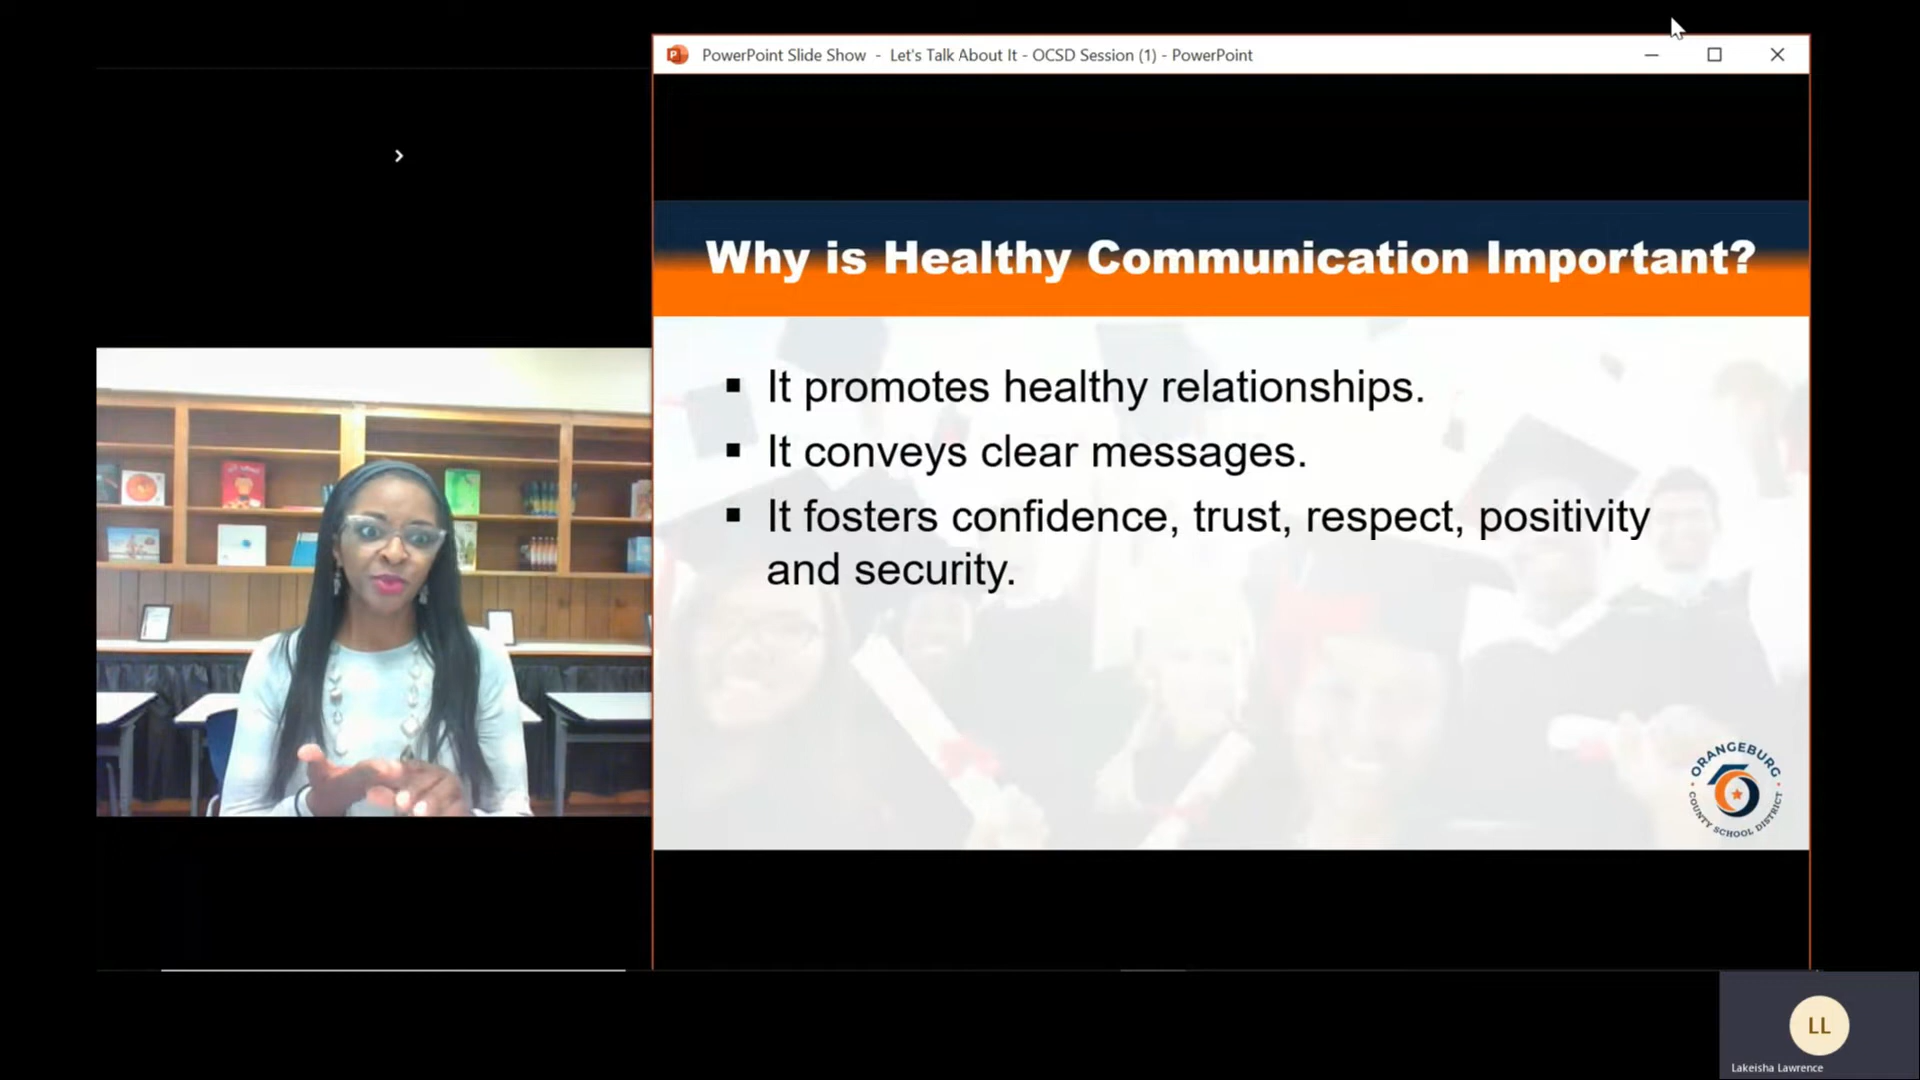 PowerPoint Slide Show - Let's Talk About It - OCSD Session (1) - PowerPoint
Why is Healthy Communication Important?
▪ It promotes healthy relationships.
▪ It conveys clear messages.
▪ It fosters confidence, trust, respect, positivity
and security.
ORANGEBURG
COUNTY SCHOOL DISTRICT
LL
Lakeisha Lawrence